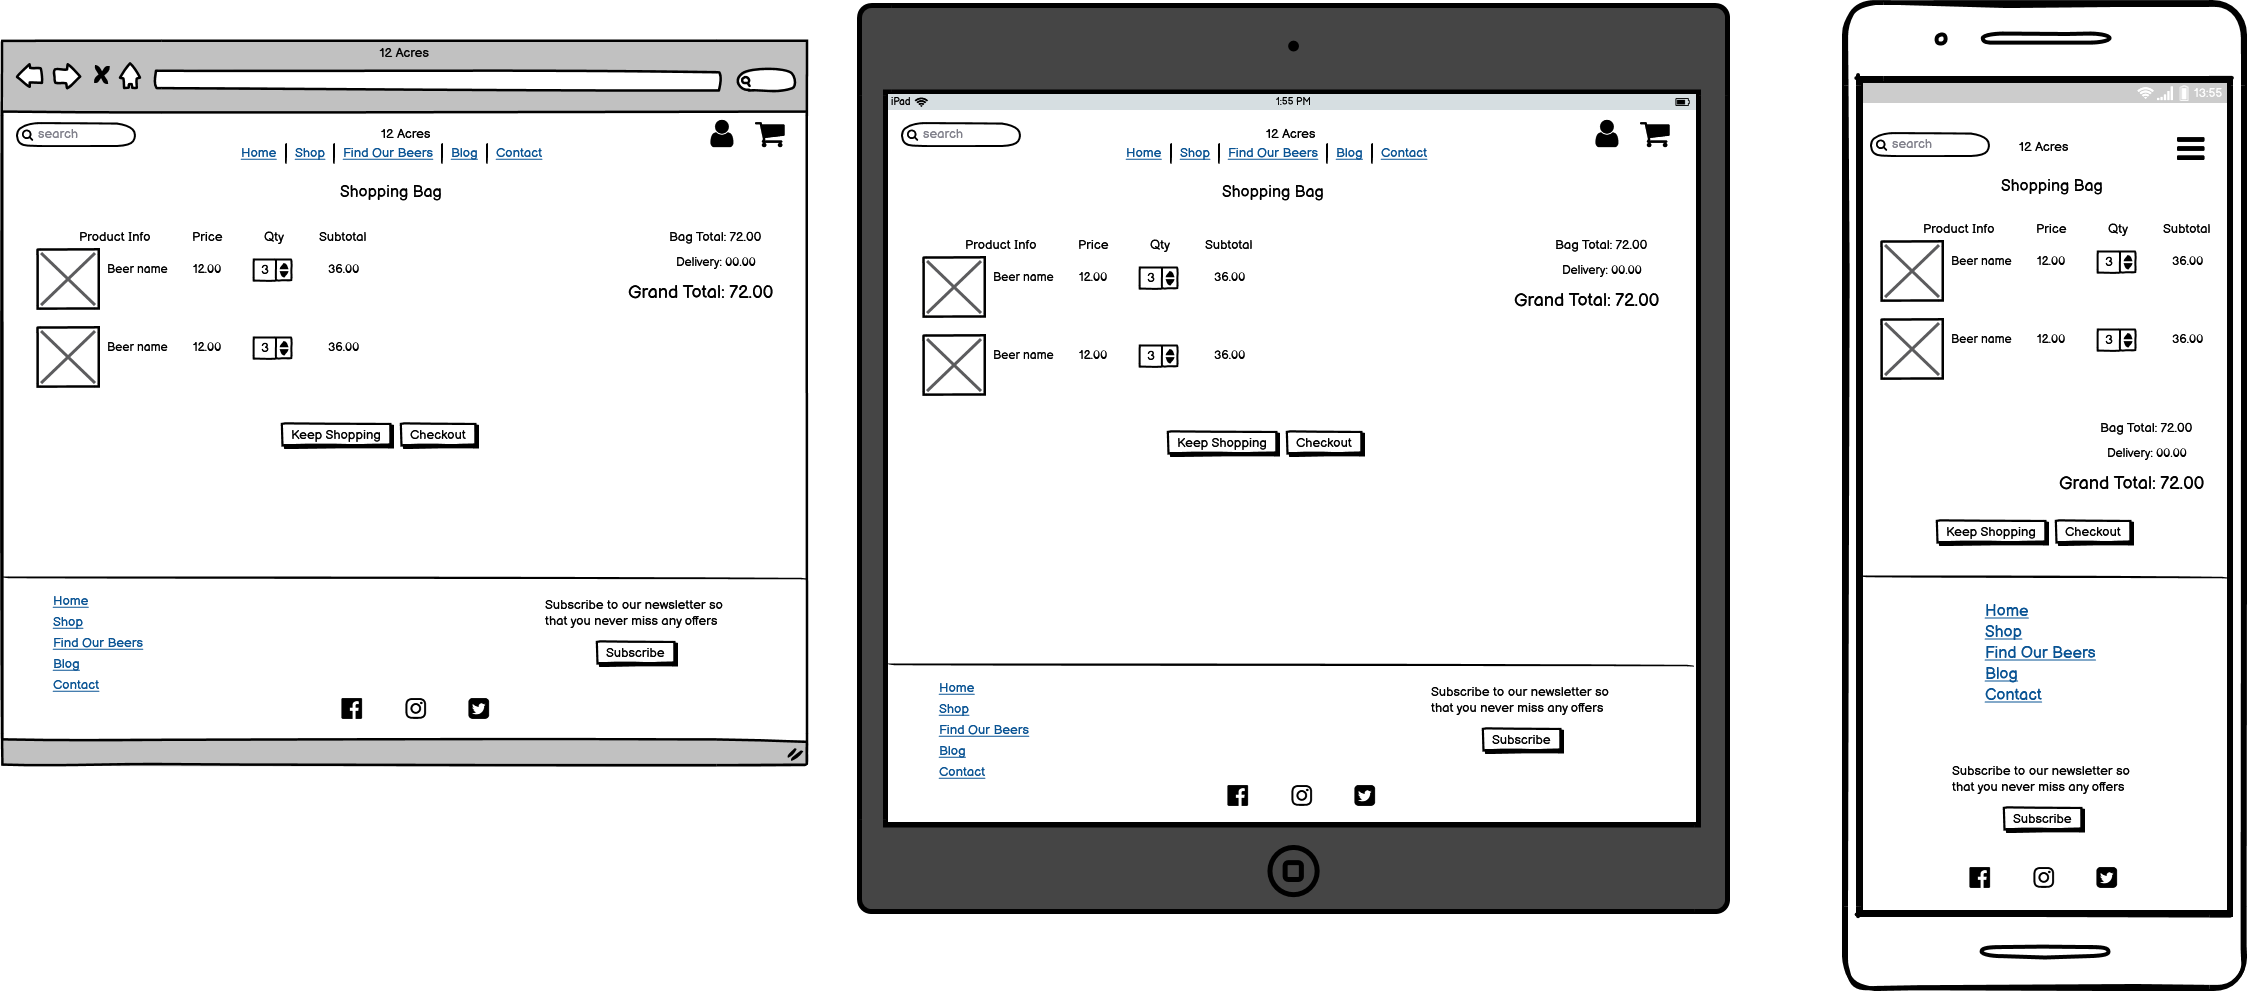 12 Acres
search
12 Acres
Home | Shop | Find Our Beers | Blog | Contact
Shopping Bag
Product Info Price Qty Subtotal
Beer name 12.00 3 36.00
Beer name 12.00 3 36.00
Bag Total: 72.00
Delivery: 00.00
Grand Total: 72.00
Keep Shopping Checkout
Home
Shop
Find Our Beers
Blog
Contact
Subscribe to our newsletter so
that you never miss any offers
Subscribe
iPad 1:55 PM
search
12 Acres
Home | Shop | Find Our Beers | Blog | Contact
Shopping Bag
Product Info Price Qty Subtotal
Beer name 12.00 3 36.00
Beer name 12.00 3 36.00
Bag Total: 72.00
Delivery: 00.00
Grand Total: 72.00
Keep Shopping Checkout
Home
Shop
Find Our Beers
Blog
Contact
Subscribe to our newsletter so
that you never miss any offers
Subscribe
13:55
search 12 Acres
Shopping Bag
Product Info Price Qty Subtotal
Beer name 12.00 3 36.00
Beer name 12.00 3 36.00
Bag Total: 72.00
Delivery: 00.00
Grand Total: 72.00
Keep Shopping Checkout
Home
Shop
Find Our Beers
Blog
Contact
Subscribe to our newsletter so
that you never miss any offers
Subscribe